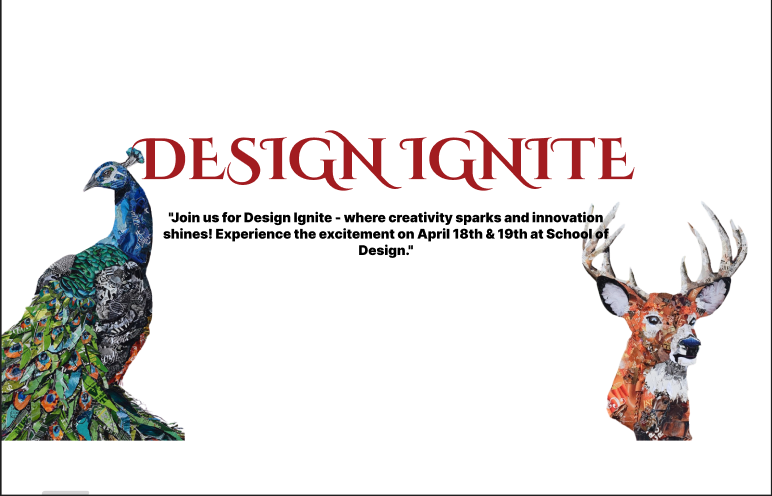 DESIGN IGNITE
"Join us for Design Ignite - where creativity sparks and innovation
shines! Experience the excitement on April 18th & 19th at School of
Design."